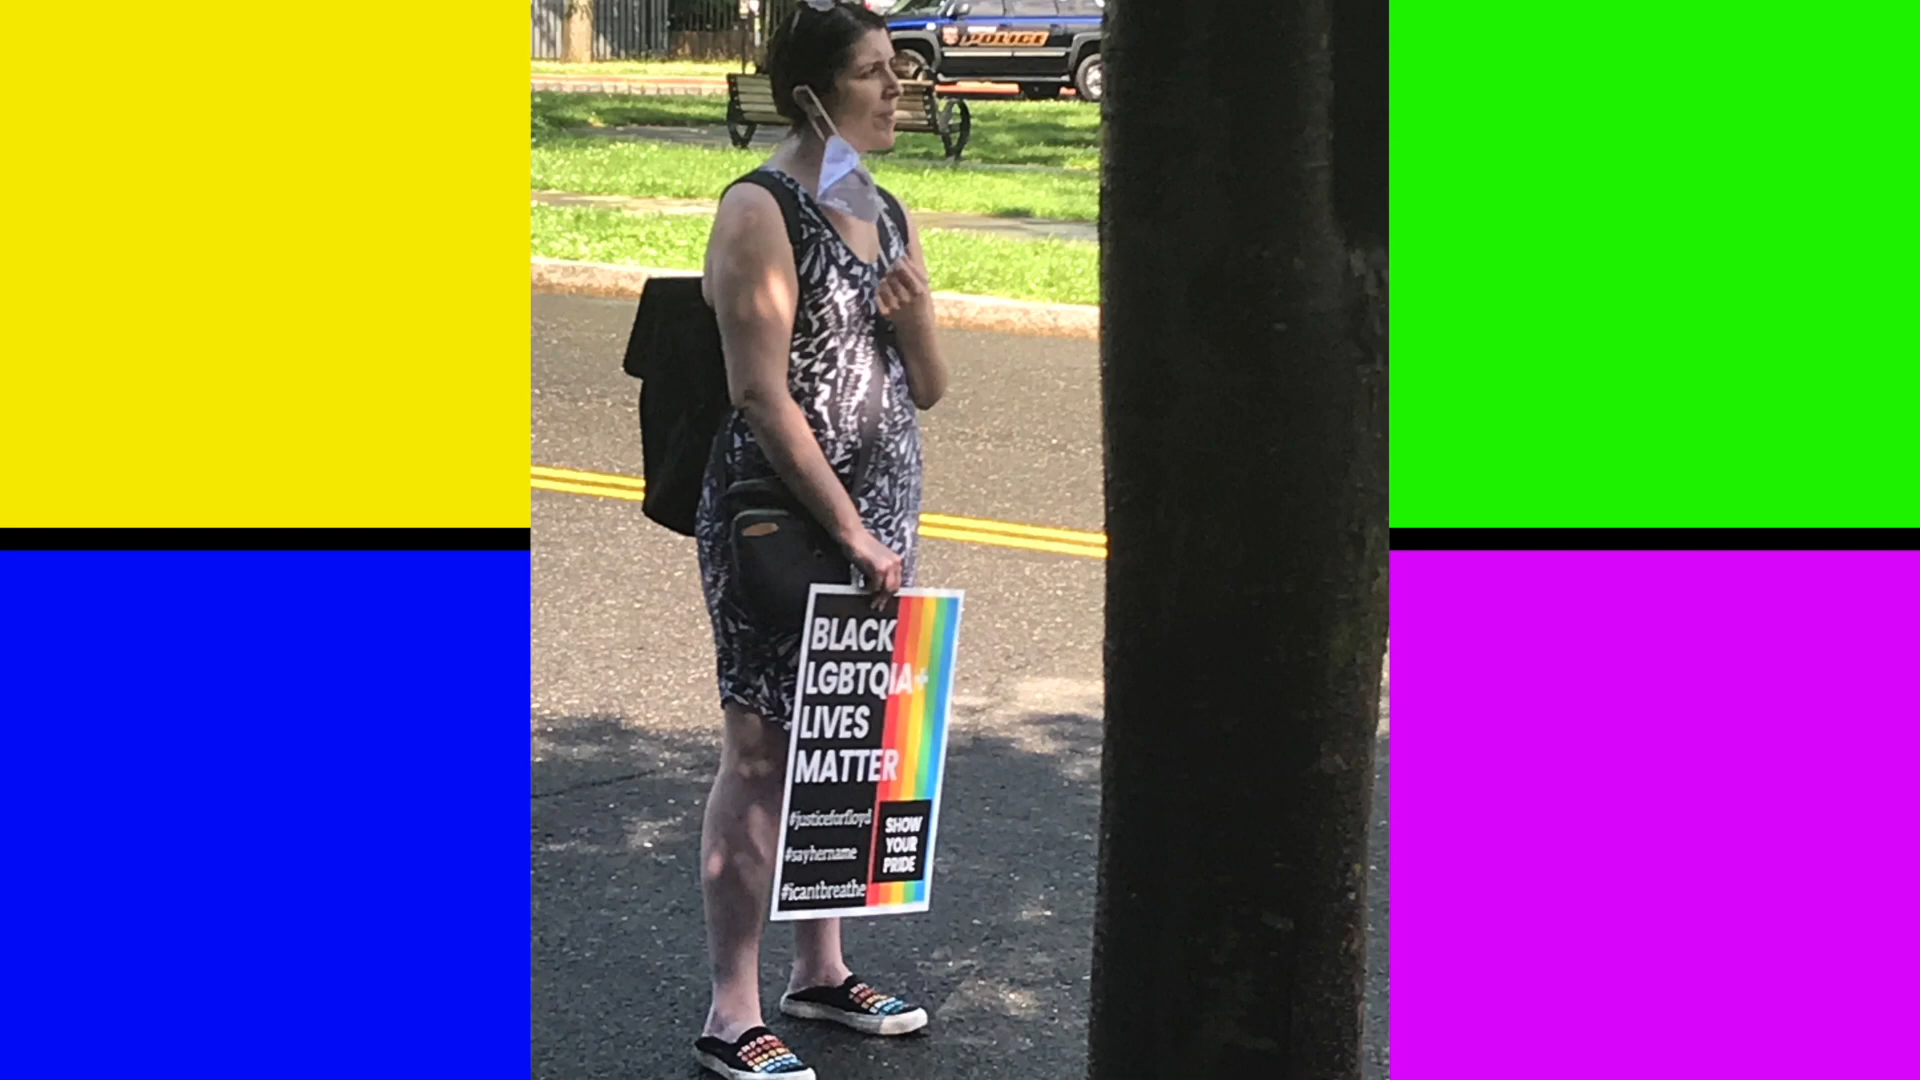 POLICE
BLACK
LGBTQIA+
LIVES
MATTER
#justiceforfloyd
#sayhername
#icantbreathe
SHOW
YOUR
PRIDE